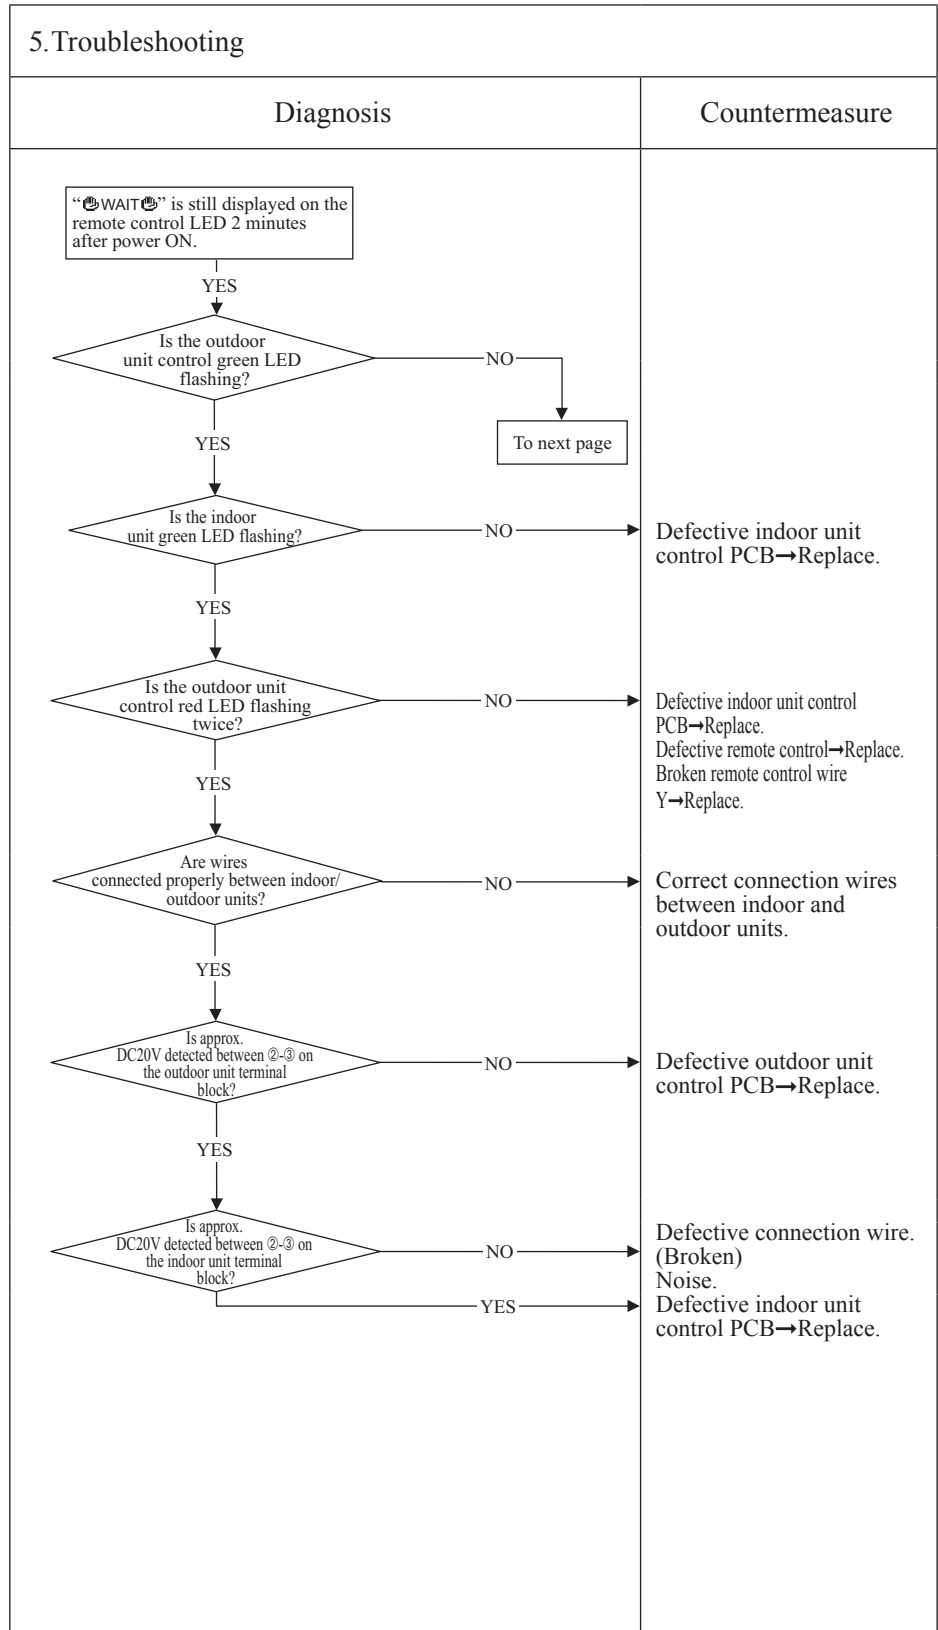 5.Troubleshooting
Diagnosis
Countermeasure
“WAIT” is still displayed on the
remote control LED 2 minutes
after power ON.
YES
Is the outdoor
unit control green LED
flashing?
NO
To next page
YES
Is the indoor
unit green LED flashing?
NO
Defective indoor unit
control PCB→Replace.
YES
Is the outdoor unit
control red LED flashing
twice?
NO
Defective indoor unit control
PCB→Replace.
Defective remote control→Replace.
Broken remote control wire
Y→Replace.
YES
Are wires
connected properly between indoor/
outdoor units?
NO
Correct connection wires
between indoor and
outdoor units.
YES
Is approx.
DC20V detected between ②-③ on
the outdoor unit terminal
block?
NO
Defective outdoor unit
control PCB→Replace.
YES
Is approx.
DC20V detected between ②-③ on
the indoor unit terminal
block?
NO
Defective connection wire.
(Broken)
Noise.
YES
Defective indoor unit
control PCB→Replace.